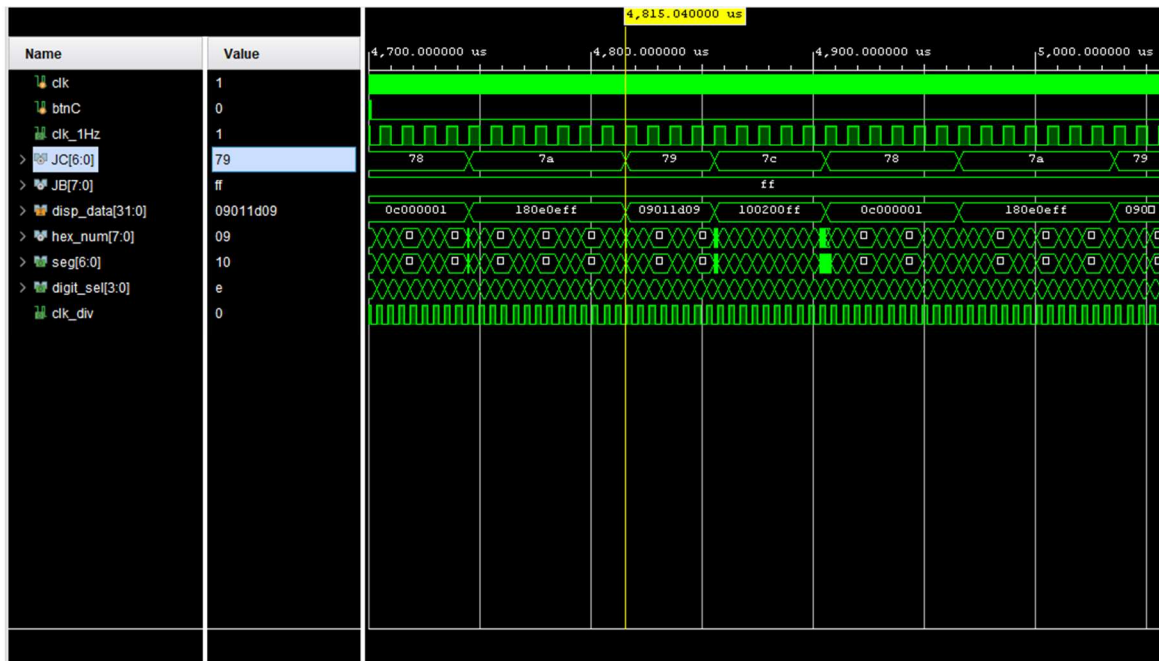 4,815.040000 us
Name Value
4,700.000000 us 4,800.000000 us 4,900.000000 us 5,000.000000 us
clk 1
btnC 0
clk_1Hz 1
JC[6:0] 79 78 7a 79 7c 78 7a 79
JB[7:0] ff ff
disp_data[31:0] 09011d09 0c000001 180e0eff 09011d09 100200ff 0c000001 180e0eff 090
hex_num[7:0] 09
seg[6:0] 10
digit_sel[3:0] e
clk_div 0